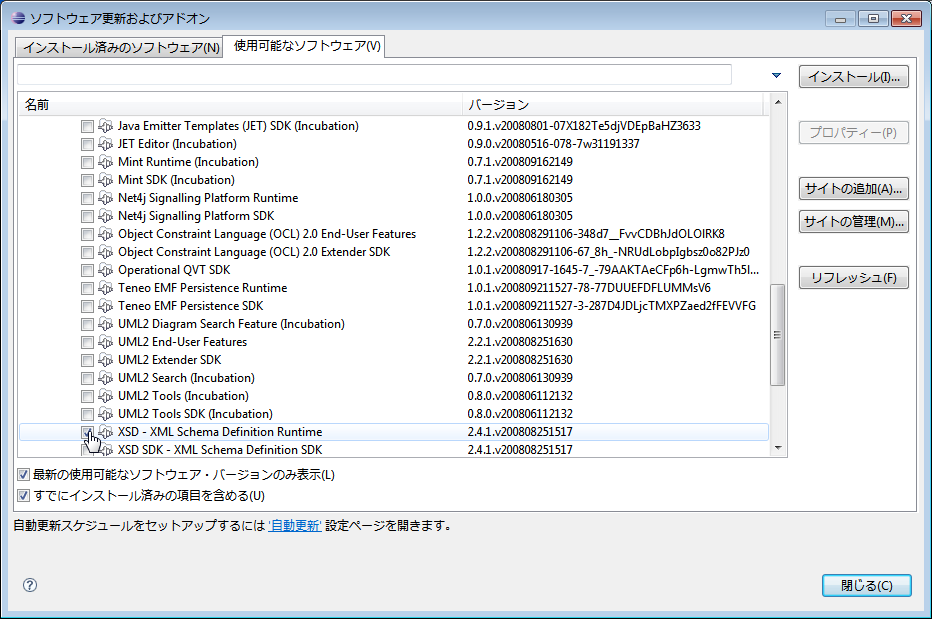 ソフトウェア更新およびアドオン
インストール済みのソフトウェア(N) 使用可能なソフトウェア(V)
インストール(I)...
名前 バージョン
Java Emitter Templates (JET) SDK (Incubation) 0.9.1.v20080801-07X182Te5djVDEpBaHZ3633
プロパティー(P)
JET Editor (Incubation) 0.9.0.v20080516-078-7w31191337
Mint Runtime (Incubation) 0.7.1.v200809162149
Mint SDK (Incubation) 0.7.1.v200809162149
サイトの追加(A)...
Net4j Signalling Platform Runtime 1.0.0.v200806180305
Net4j Signalling Platform SDK 1.0.0.v200806180305
サイトの管理(M)...
Object Constraint Language (OCL) 2.0 End-User Features 1.2.2.v200808291106-348d7__FvvCDBhJdOLOIRK8
Object Constraint Language (OCL) 2.0 Extender SDK 1.2.2.v200808291106-67_8h_-NRUdLobpIgbsz0o82PJz0
Operational QVT SDK 1.0.1.v20080917-1645-7_-79AAKTAeCFp6h-LgmwTh5I...
リフレッシュ(F)
Teneo EMF Persistence Runtime 1.0.1.v200809211527-78-77DUUEFDFLUMMsV6
Teneo EMF Persistence SDK 1.0.1.v200809211527-3-287D4JDLjcTMXPZaed2fFEVVFG
UML2 Diagram Search Feature (Incubation) 0.7.0.v200806130939
UML2 End-User Features 2.2.1.v200808251630
UML2 Extender SDK 2.2.1.v200808251630
UML2 Search (Incubation) 0.7.0.v200806130939
UML2 Tools (Incubation) 0.8.0.v200806112132
UML2 Tools SDK (Incubation) 0.8.0.v200806112132
XSD - XML Schema Definition Runtime 2.4.1.v200808251517
XSD SDK - XML Schema Definition SDK 2.4.1.v200808251517
最新の使用可能なソフトウェア・バージョンのみ表示(L)
すでにインストール済みの項目を含める(U)
自動更新スケジュールをセットアップするには '自動更新' 設定ページを開きます。
?
閉じる(C)